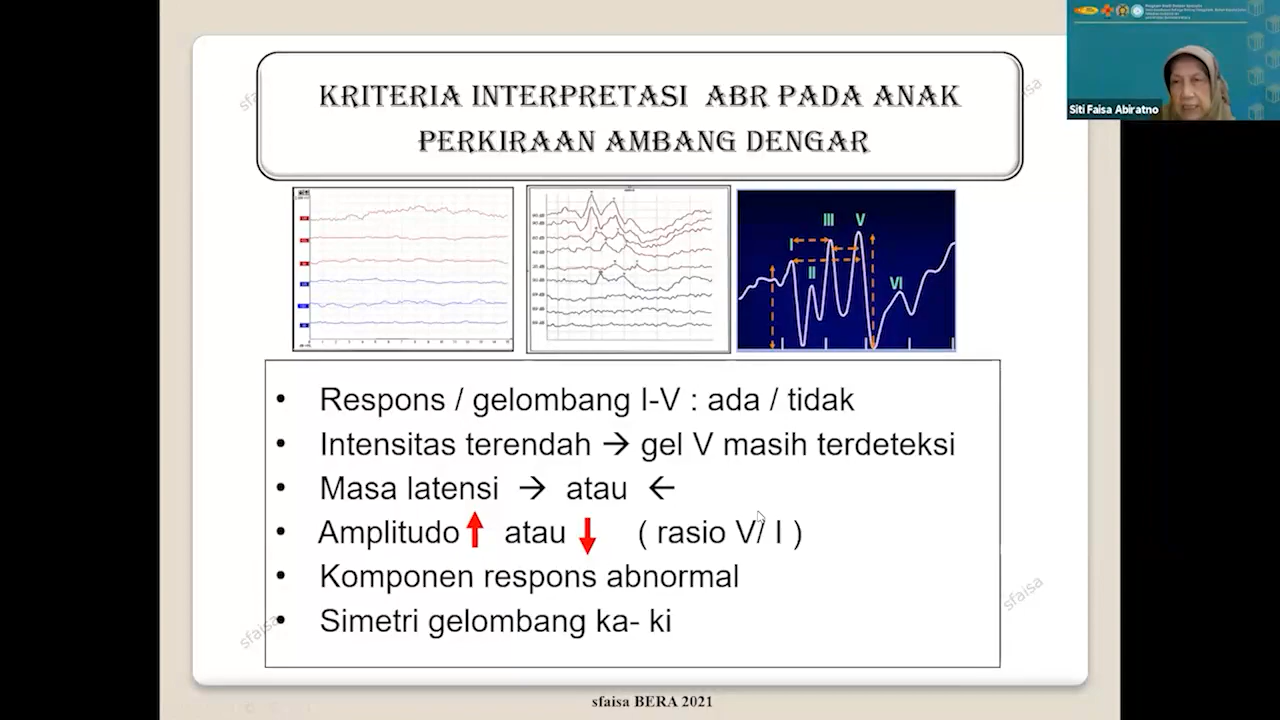 KRITERIA INTERPRETASI ABR PADA ANAK
PERKIRAAN AMBANG DENGAR
Siti Faisa Abiratno
I
II
III
V
VI
• Respons / gelombang I-V : ada / tidak
• Intensitas terendah → gel V masih terdeteksi
• Masa latensi → atau ←
• Amplitudo ↑ atau ↓ ( rasio V/ I )
• Komponen respons abnormal
• Simetri gelombang ka- ki
sfaisa
sfaisa
sfaisa BERA 2021